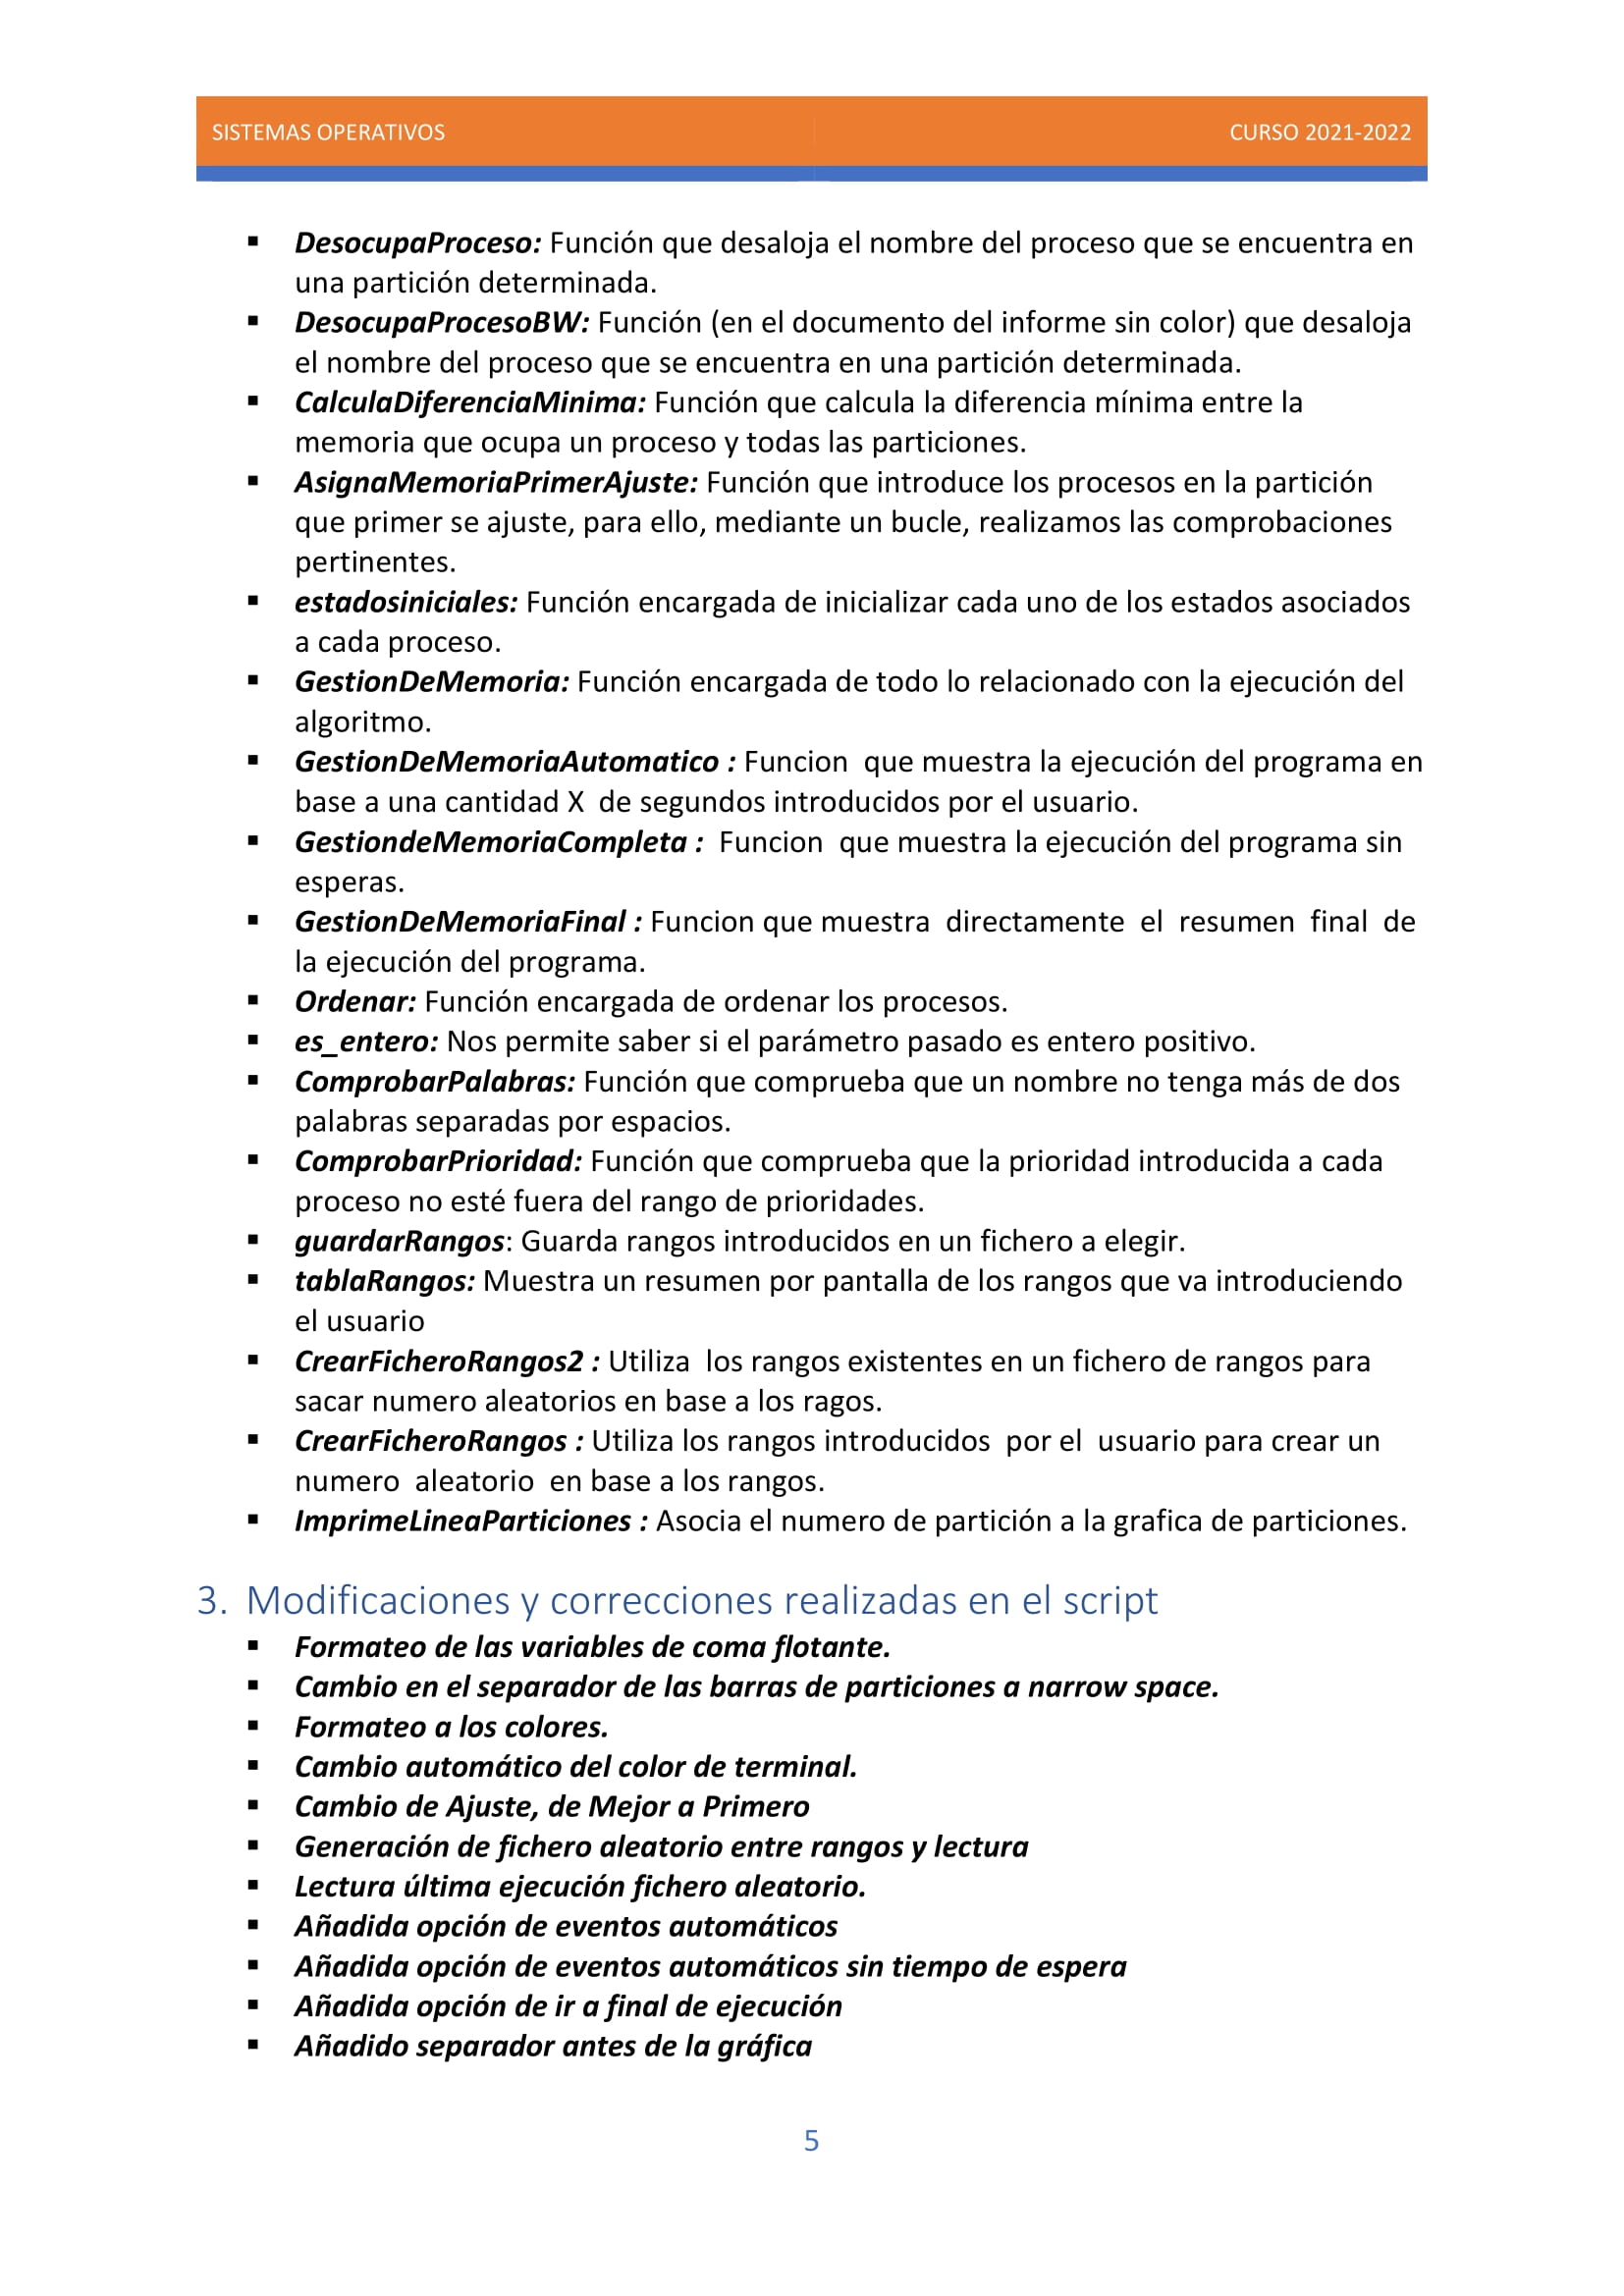 SISTEMAS OPERATIVOS CURSO 2021-2022
▪ DesocupaProceso: Función que desaloja el nombre del proceso que se encuentra en
una partición determinada.
▪ DesocupaProcesoBW: Función (en el documento del informe sin color) que desaloja
el nombre del proceso que se encuentra en una partición determinada.
▪ CalculaDiferenciaMinima: Función que calcula la diferencia mínima entre la
memoria que ocupa un proceso y todas las particiones.
▪ AsignaMemoriaPrimerAjuste: Función que introduce los procesos en la partición
que primer se ajuste, para ello, mediante un bucle, realizamos las comprobaciones
pertinentes.
▪ estadosiniciales: Función encargada de inicializar cada uno de los estados asociados
a cada proceso.
▪ GestionDeMemoria: Función encargada de todo lo relacionado con la ejecución del
algoritmo.
▪ GestionDeMemoriaAutomatico : Funcion que muestra la ejecución del programa en
base a una cantidad X de segundos introducidos por el usuario.
▪ GestiondeMemoriaCompleta : Funcion que muestra la ejecución del programa sin
esperas.
▪ GestionDeMemoriaFinal : Funcion que muestra directamente el resumen final de
la ejecución del programa.
▪ Ordenar: Función encargada de ordenar los procesos.
▪ es_entero: Nos permite saber si el parámetro pasado es entero positivo.
▪ ComprobarPalabras: Función que comprueba que un nombre no tenga más de dos
palabras separadas por espacios.
▪ ComprobarPrioridad: Función que comprueba que la prioridad introducida a cada
proceso no esté fuera del rango de prioridades.
▪ guardarRangos: Guarda rangos introducidos en un fichero a elegir.
▪ tablaRangos: Muestra un resumen por pantalla de los rangos que va introduciendo
el usuario
▪ CrearFicheroRangos2 : Utiliza los rangos existentes en un fichero de rangos para
sacar numero aleatorios en base a los ragos.
▪ CrearFicheroRangos : Utiliza los rangos introducidos por el usuario para crear un
numero aleatorio en base a los rangos.
▪ ImprimeLineaParticiones : Asocia el numero de partición a la grafica de particiones.
3. Modificaciones y correcciones realizadas en el script
▪ Formateo de las variables de coma flotante.
▪ Cambio en el separador de las barras de particiones a narrow space.
▪ Formateo a los colores.
▪ Cambio automático del color de terminal.
▪ Cambio de Ajuste, de Mejor a Primero
▪ Generación de fichero aleatorio entre rangos y lectura
▪ Lectura última ejecución fichero aleatorio.
▪ Añadida opción de eventos automáticos
▪ Añadida opción de eventos automáticos sin tiempo de espera
▪ Añadida opción de ir a final de ejecución
▪ Añadido separador antes de la gráfica
5